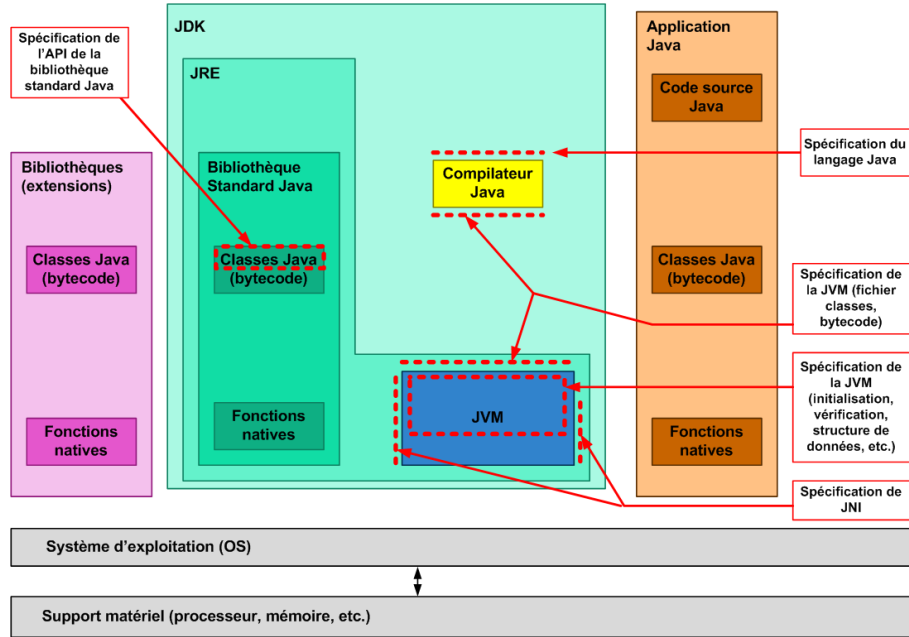 Spécification de
l'API de la
bibliothèque
standard Java
JDK
JRE
Application
Java
Code source
Java
Spécification du
langage Java
Bibliothèques
(extensions)
Bibliothèque
Standard Java
Compilateur
Java
Classes Java
(bytecode)
Classes Java
(bytecode)
Classes Java
(bytecode)
Spécification de
la JVM (fichier
classes,
bytecode)
Spécification de
la JVM
(initialisation,
vérification,
structure de
données, etc.)
JVM
Fonctions
natives
Fonctions
natives
Fonctions
natives
Spécification de
JNI
Système d'exploitation (OS)
Support matériel (processeur, mémoire, etc.)